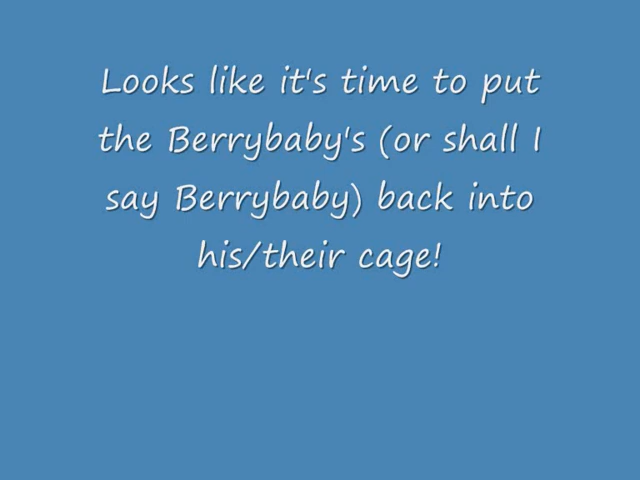 Looks like it's time to put
the Berrybaby's (or shall I
say Berrybaby) back into
his/their cage!